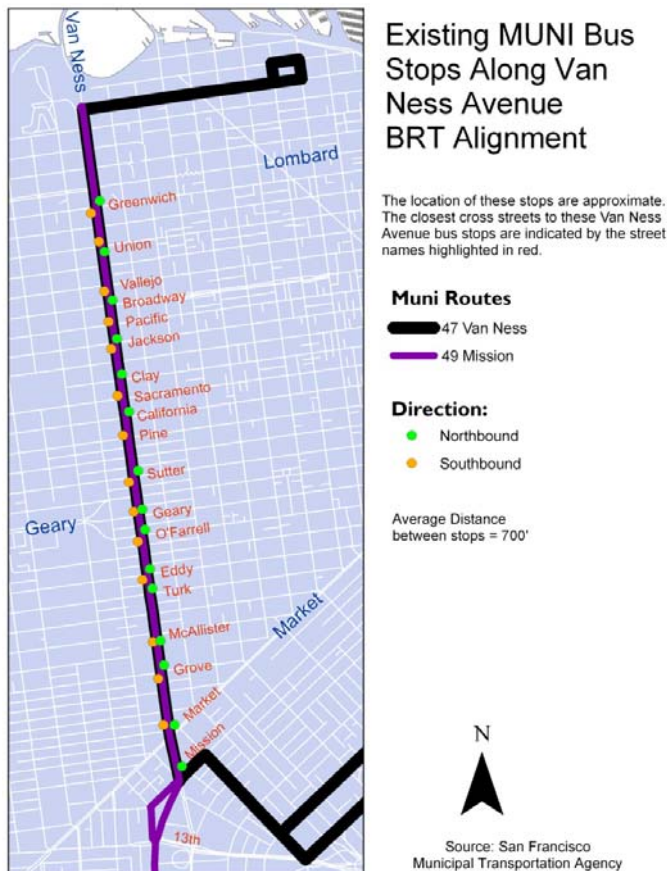 Existing MUNI Bus
Stops Along Van
Ness Avenue
BRT Alignment
The location of these stops are approximate.
The closest cross streets to these Van Ness
Avenue bus stops are indicated by the street
names highlighted in red.
Muni Routes
47 Van Ness
49 Mission
Direction:
Northbound
Southbound
Average Distance
between stops = 700'
N
Source: San Francisco
Municipal Transportation Agency
Van Ness
Lombard
Greenwich
Union
Vallejo
Broadway
Pacific
Jackson
Clay
Sacramento
California
Pine
Sutter
Geary
Geary
O'Farrell
Eddy
Turk
Market
McAllister
Grove
Market
Mission
13th